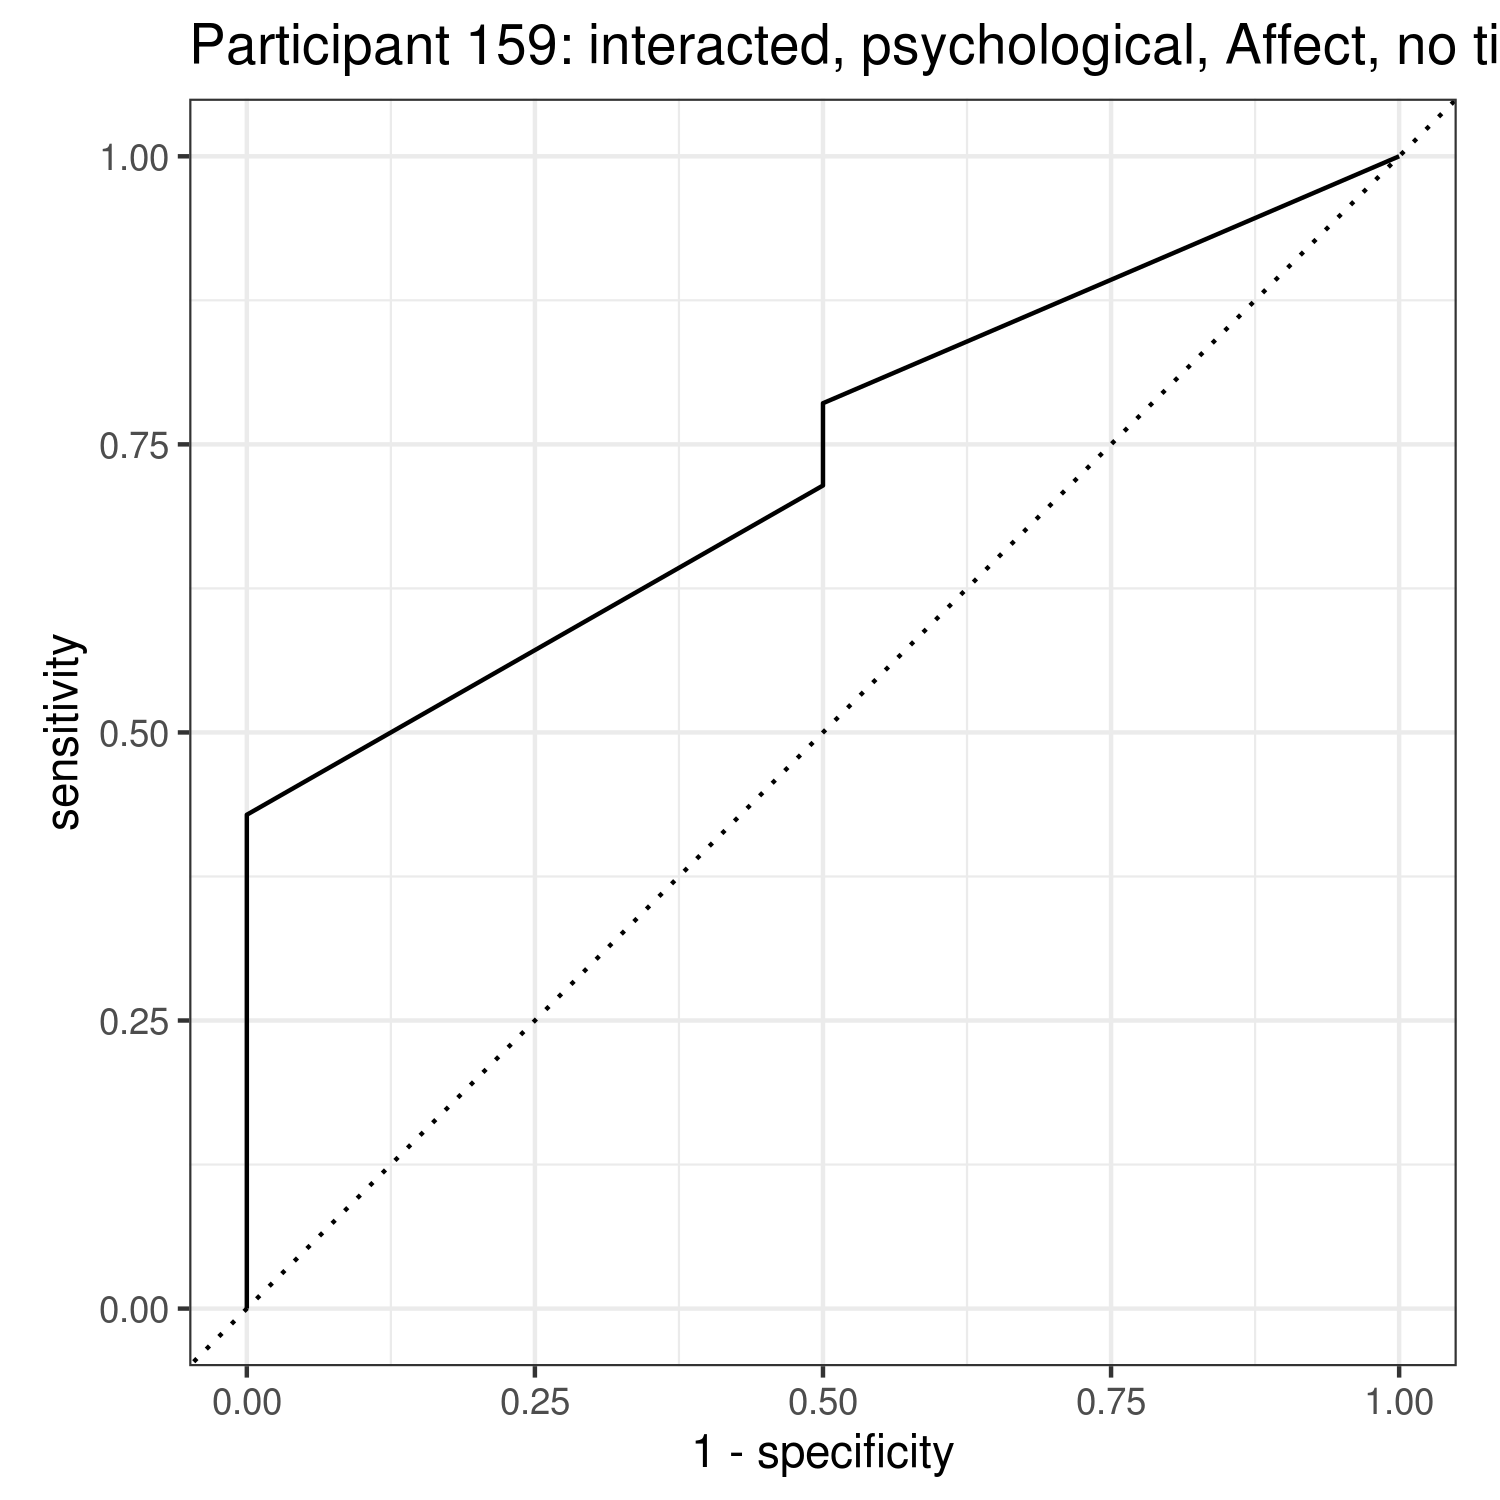 Participant 159: interacted, psychological, Affect, no ti
1.00
0.75
0.50
0.25
0.00
sensitivity
0.00 0.25 0.50 0.75 1.00
1 - specificity